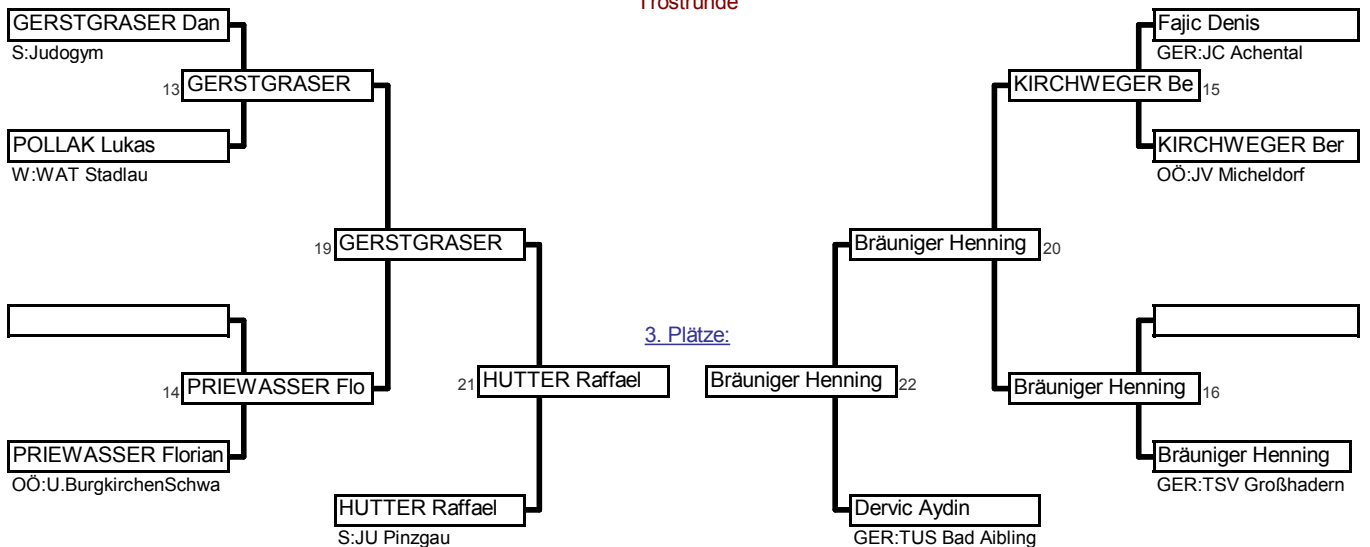 Trostrunde
GERSTGRASER Dan
S:Judogym
13 GERSTGRASER
POLLAK Lukas
W:WAT Stadlau
19 GERSTGRASER
14 PRIEWASSER Flo
PRIEWASSER Florian
OÖ:U.BurgkirchenSchwa
21 HUTTER Raffael
HUTTER Raffael
S:JU Pinzgau
3. Plätze:
Fajic Denis
GER:JC Achental
KIRCHWEGER Be 15
KIRCHWEGER Ber
OÖ:JV Micheldorf
Bräuniger Henning 20
Bräuniger Henning 22
Bräuniger Henning 16
Bräuniger Henning
GER:TSV Großhadern
Dervic Aydin
GER:TUS Bad Aibling